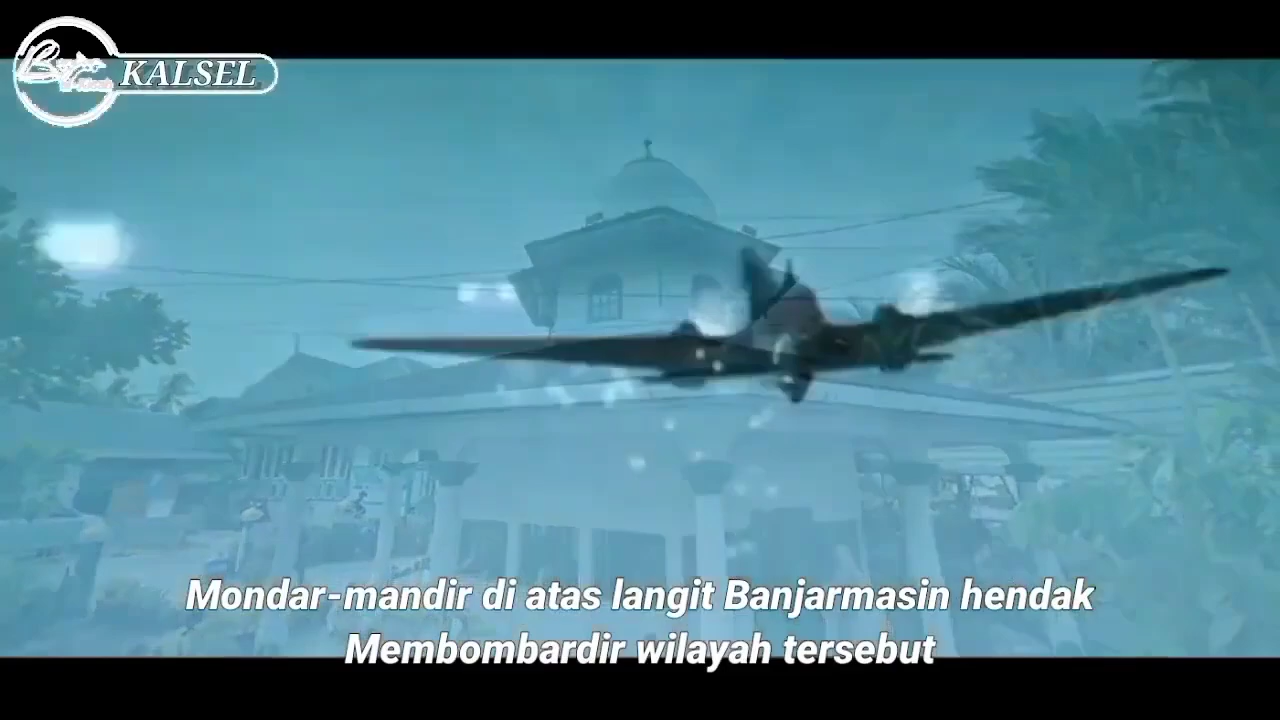 KALSEL
Mondar-mandir di atas langit Banjarmasin hendak
Membombardir wilayah tersebut